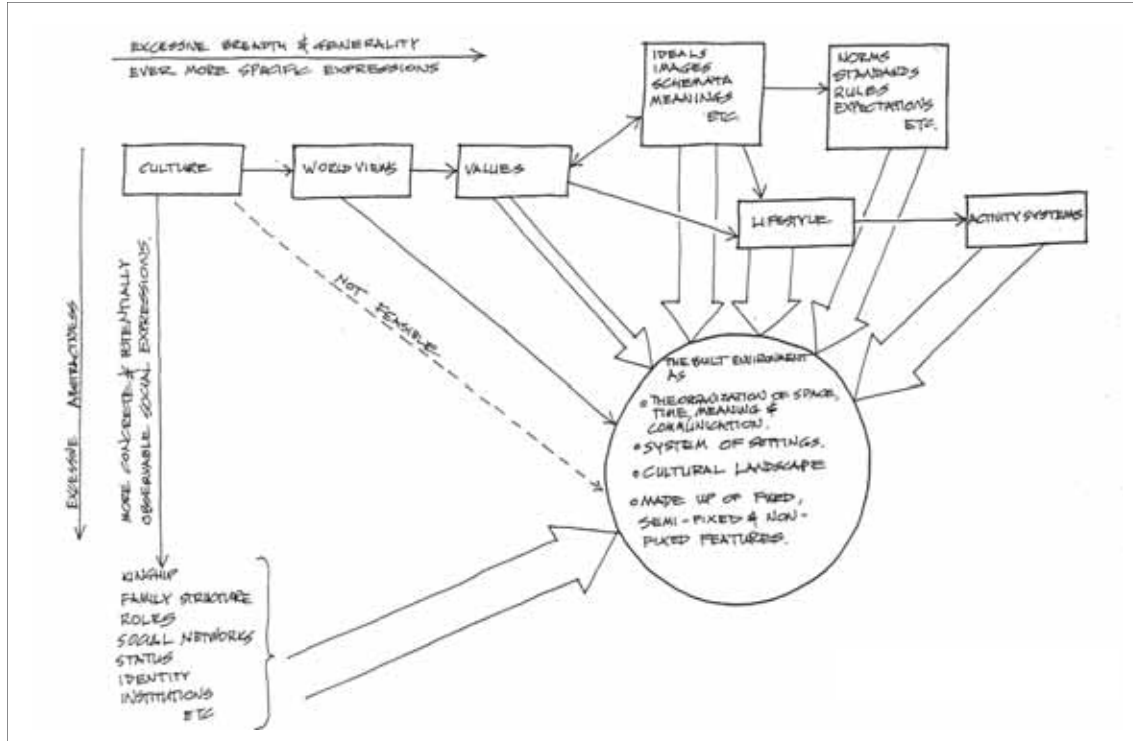 EXCESSIVE BREADTH & GENERALITY
EVER MORE SPECIFIC EXPRESSIONS
IDEALS
IMAGES
SCHEMATA
MEANINGS
ETC.
NORMS
STANDARDS
RULES
EXPECTATIONS
ETC.
CULTURE
WORLD VIEWS
VALUES
LIFESTYLE
ACTIVITY SYSTEMS
EXCESSIVE ABSTRACTNESS
MORE CONCRETE & POTENTIALLY
OBSERVABLE SOCIAL EXPRESSIONS.
NOT FEASIBLE
THE BUILT ENVIRONMENT
AS
• THE ORGANIZATION OF SPACE,
TIME, MEANING &
COMMUNICATION.
• SYSTEM OF SETTINGS.
• CULTURAL LANDSCAPE
• MADE UP OF FIXED,
SEMI-FIXED & NON-
FIXED FEATURES.
KINSHIP
FAMILY STRUCTURE
ROLES
SOCIAL NETWORKS
STATUS
IDENTITY
INSTITUTIONS
ETC